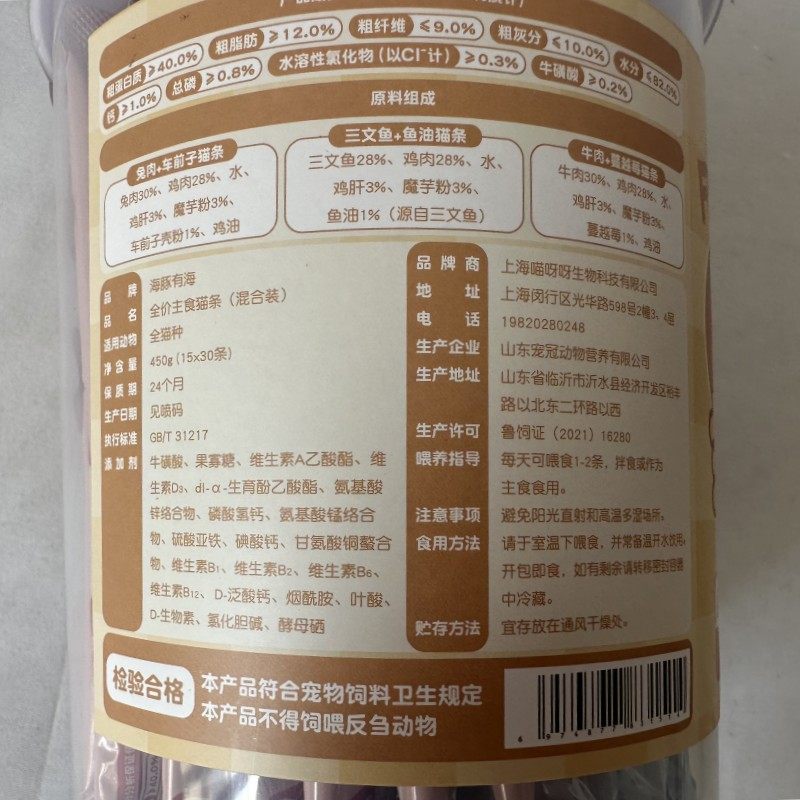 粗蛋白质 ≥40.0% 粗脂肪 ≥12.0% 粗纤维 ≤9.0% 粗灰分 ≤10.0% 水分 ≤82.0%
钙 ≥1.0% 总磷 ≥0.8% 水溶性氯化物(以Cl⁻计) ≥0.3% 牛磺酸 ≥0.2%
原料组成
兔肉+车前子猫条
兔肉30%、鸡肉28%、水、
鸡肝3%、魔芋粉3%、
车前子壳粉1%、鸡油
三文鱼+鱼油猫条
三文鱼28%、鸡肉28%、水、
鸡肝3%、魔芋粉3%、
鱼油1%(源自三文鱼)
牛肉+蔓越莓猫条
牛肉30%、鸡肉28%、水、
鸡肝3%、魔芋粉3%、
蔓越莓1%、鸡油
品牌 海豚有海
品名 全价主食猫条(混合装)
适用动物 全猫种
净含量 450g (15x30条)
保质期 24个月
生产日期 见喷码
执行标准 GB/T 31217
添加剂 牛磺酸、果寡糖、维生素A乙酸酯、维
生素D₃、dl-α-生育酚乙酸酯、氨基酸
锌络合物、磷酸氢钙、氨基酸锰络合
物、硫酸亚铁、碘酸钙、甘氨酸铜螯合
物、维生素B₁、维生素B₂、维生素B₆、
维生素B₁₂、D-泛酸钙、烟酰胺、叶酸、
D-生物素、氯化胆碱、酵母硒
品牌商 上海喵呀呀生物科技有限公司
地址 上海闵行区光华路598号2幢3、4层
电话 19820280248
生产企业 山东宠冠动物营养有限公司
生产地址 山东省临沂市沂水县经济开发区裕丰
路以北东二环路以西
生产许可 鲁饲证(2021)16280
喂养指导 每天可喂食1-2条,拌食或作为
主食食用。
注意事项 避免阳光直射和高温多湿场所。
食用方法 请于室温下喂食,并常备温开水饮用。
开包即食,如有剩余请转移密封容器
中冷藏。
贮存方法 宜存放在通风干燥处。
检验合格
本产品符合宠物饲料卫生规定
本产品不得饲喂反刍动物